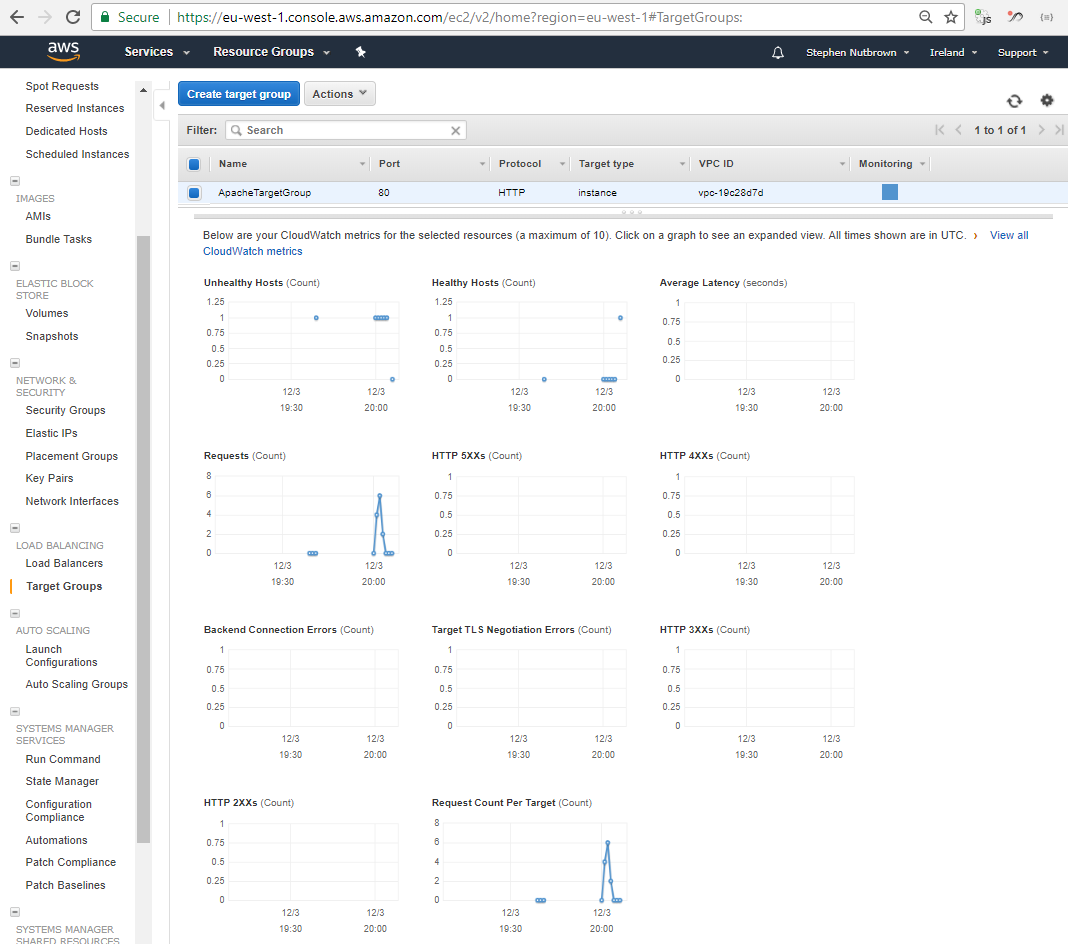 Secure https://eu-west-1.console.aws.amazon.com/ec2/v2/home?region=eu-west-1#TargetGroups:
aws Services Resource Groups Stephen Nutbrown Ireland Support
Spot Requests
Reserved Instances
Dedicated Hosts
Scheduled Instances
IMAGES
AMIs
Bundle Tasks
ELASTIC BLOCK
STORE
Volumes
Snapshots
NETWORK &
SECURITY
Security Groups
Elastic IPs
Placement Groups
Key Pairs
Network Interfaces
LOAD BALANCING
Load Balancers
Target Groups
AUTO SCALING
Launch
Configurations
Auto Scaling Groups
SYSTEMS MANAGER
SERVICES
Run Command
State Manager
Configuration
Compliance
Automations
Patch Compliance
Patch Baselines
SYSTEMS MANAGER
SHARED RESOURCES
Create target group Actions
Filter: Search 1 to 1 of 1
Name Port Protocol Target type VPC ID Monitoring
ApacheTargetGroup 80 HTTP instance vpc-19c28d7d
Below are your CloudWatch metrics for the selected resources (a maximum of 10). Click on a graph to see an expanded view. All times shown are in UTC. › View all
CloudWatch metrics
Unhealthy Hosts (Count)
1.25
1
0.75
0.5
0.25
0
12/3 12/3
19:30 20:00
Healthy Hosts (Count)
1.25
1
0.75
0.5
0.25
0
12/3 12/3
19:30 20:00
Average Latency (seconds)
1
0.75
0.5
0.25
0
12/3 12/3
19:30 20:00
Requests (Count)
8
6
4
2
0
12/3 12/3
19:30 20:00
HTTP 5XXs (Count)
1
0.75
0.5
0.25
0
12/3 12/3
19:30 20:00
HTTP 4XXs (Count)
1
0.75
0.5
0.25
0
12/3 12/3
19:30 20:00
Backend Connection Errors (Count)
1
0.75
0.5
0.25
0
12/3 12/3
19:30 20:00
Target TLS Negotiation Errors (Count)
1
0.75
0.5
0.25
0
12/3 12/3
19:30 20:00
HTTP 3XXs (Count)
1
0.75
0.5
0.25
0
12/3 12/3
19:30 20:00
HTTP 2XXs (Count)
1
0.75
0.5
0.25
0
12/3 12/3
19:30 20:00
Request Count Per Target (Count)
8
6
4
2
0
12/3 12/3
19:30 20:00